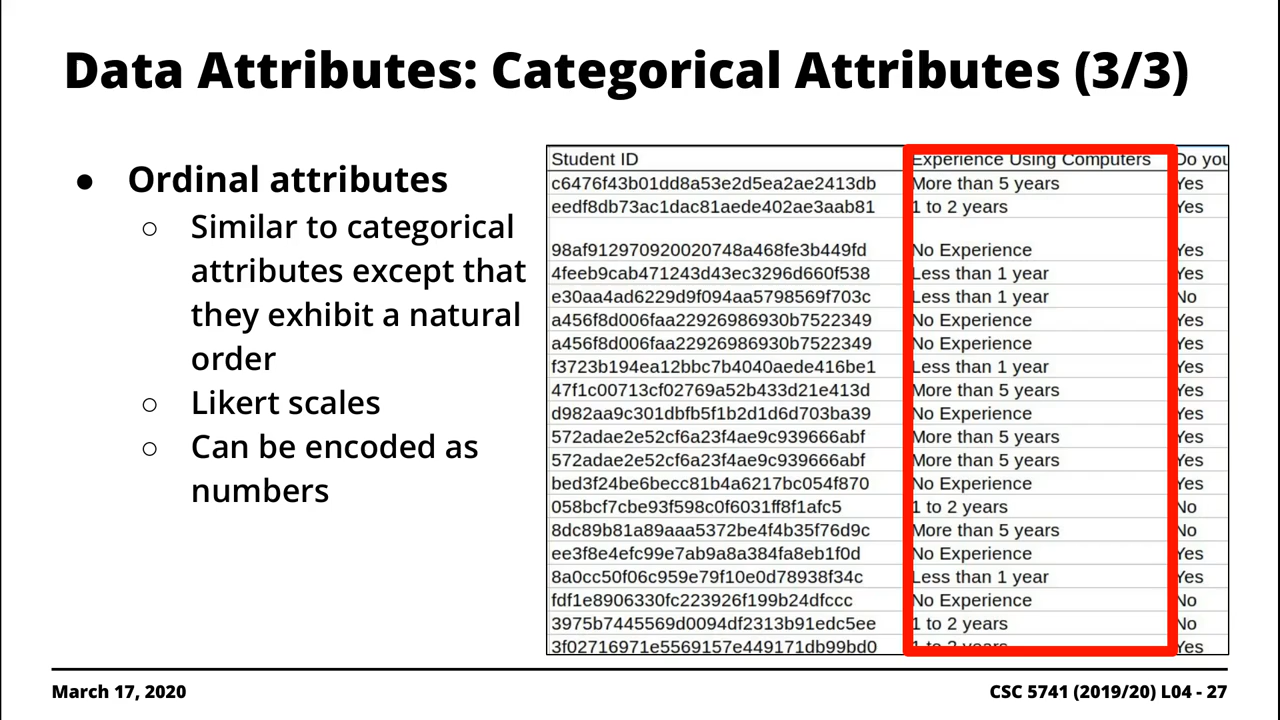 Data Attributes: Categorical Attributes (3/3)
● Ordinal attributes
○ Similar to categorical
attributes except that
they exhibit a natural
order
○ Likert scales
○ Can be encoded as
numbers
Student ID Experience Using Computers Do you
c6476f43b01dd8a53e2d5ea2ae2413db More than 5 years Yes
eedf8db73ac1dac81aede402ae3aab81 1 to 2 years Yes
98af912970920020748a468fe3b449fd No Experience Yes
4feeb9cab471243d43ec3296d660f538 Less than 1 year Yes
e30aa4ad6229d9f094aa5798569f703c Less than 1 year No
a456f8d006faa22926986930b7522349 No Experience Yes
a456f8d006faa22926986930b7522349 No Experience Yes
f3723b194ea12bbc7b4040aede416be1 Less than 1 year Yes
47f1c00713cf02769a52b433d21e413d More than 5 years Yes
d982aa9c301dbfb5f1b2d1d6d703ba39 No Experience Yes
572adae2e52cf6a23f4ae9c939666abf More than 5 years Yes
572adae2e52cf6a23f4ae9c939666abf More than 5 years Yes
bed3f24be6becc81b4a6217bc054f870 No Experience Yes
058bcf7cbe93f598c0f6031ff8f1afc5 1 to 2 years No
8dc89b81a89aaa5372be4f4b35f76d9c More than 5 years No
ee3f8e4efc99e7ab9a8a384fa8eb1f0d No Experience Yes
8a0cc50f06c959e79f10e0d78938f34c Less than 1 year Yes
fdf1e8906330fc223926f199b24dfccc No Experience No
3975b7445569d0094df2313b91edc5ee 1 to 2 years No
3f02716971e5569157e449171db99bd0 1 to 2 years Yes
March 17, 2020
CSC 5741 (2019/20) L04 - 27